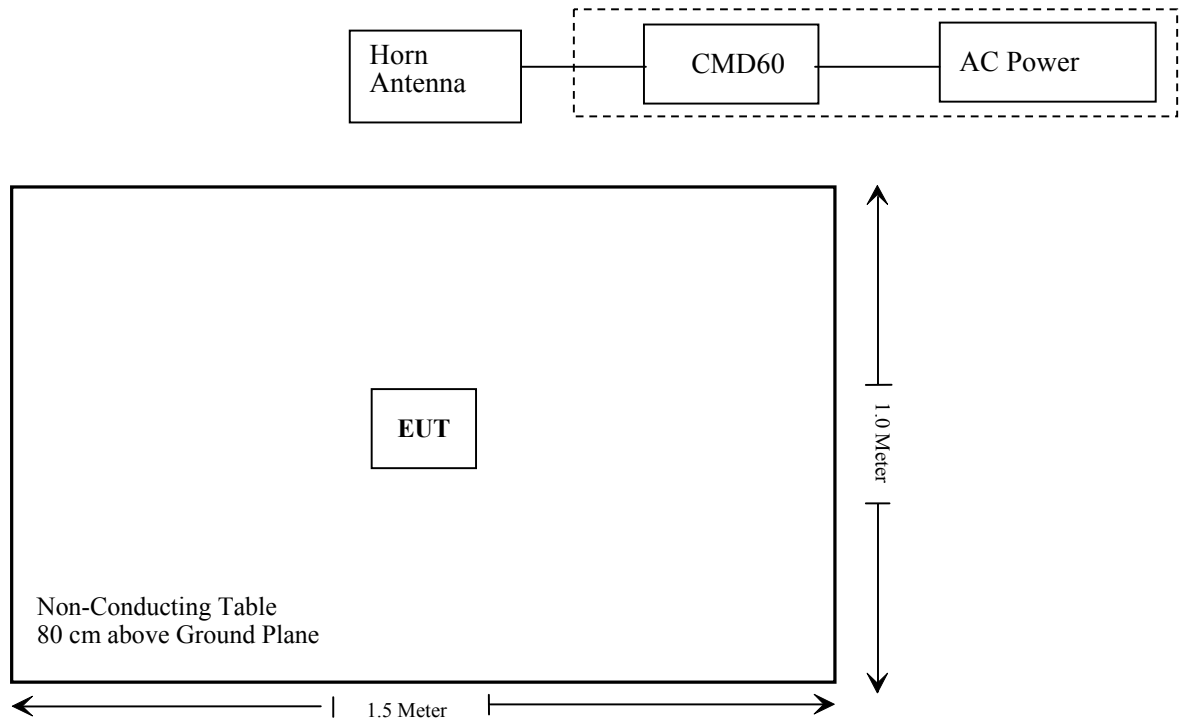 Horn
Antenna
CMD60
AC Power
EUT
1.0 Meter
Non-Conducting Table
80 cm above Ground Plane
1.5 Meter